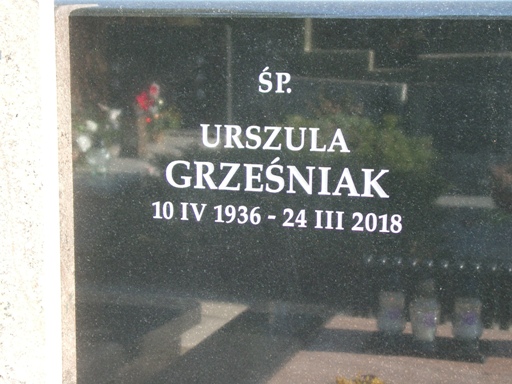 ŚP.
URSZULA
GRZEŚNIAK
10 IV 1936 - 24 III 2018